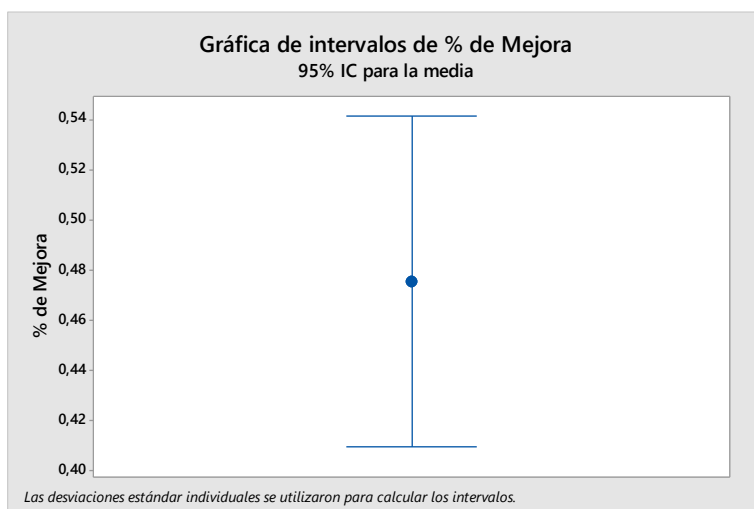 Gráfica de intervalos de % de Mejora
95% IC para la media
% de Mejora
0,54
0,52
0,50
0,48
0,46
0,44
0,42
0,40
Las desviaciones estándar individuales se utilizaron para calcular los intervalos.